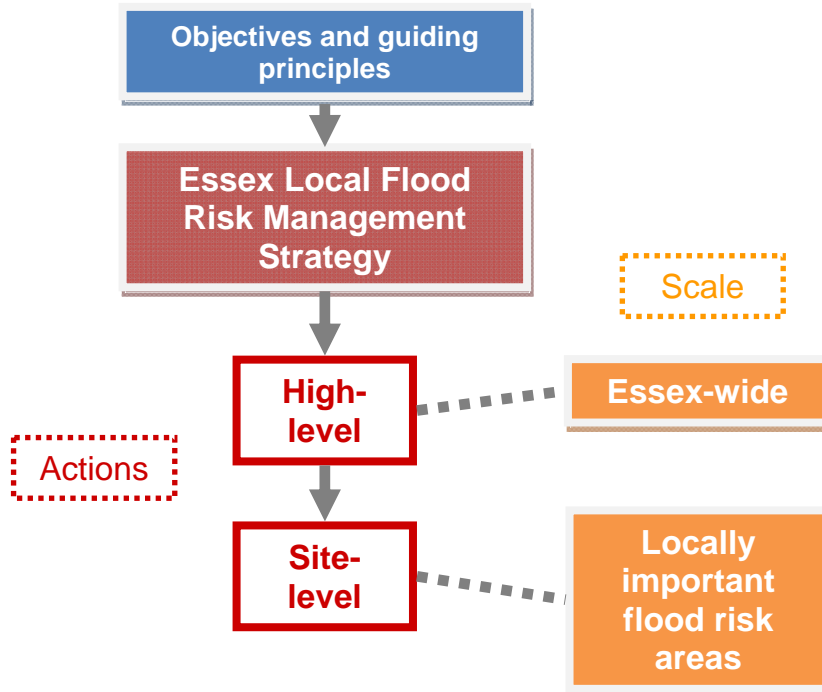 Objectives and guiding
principles
Essex Local Flood
Risk Management
Strategy
Scale
High-
level
Essex-wide
Actions
Site-
level
Locally
important
flood risk
areas